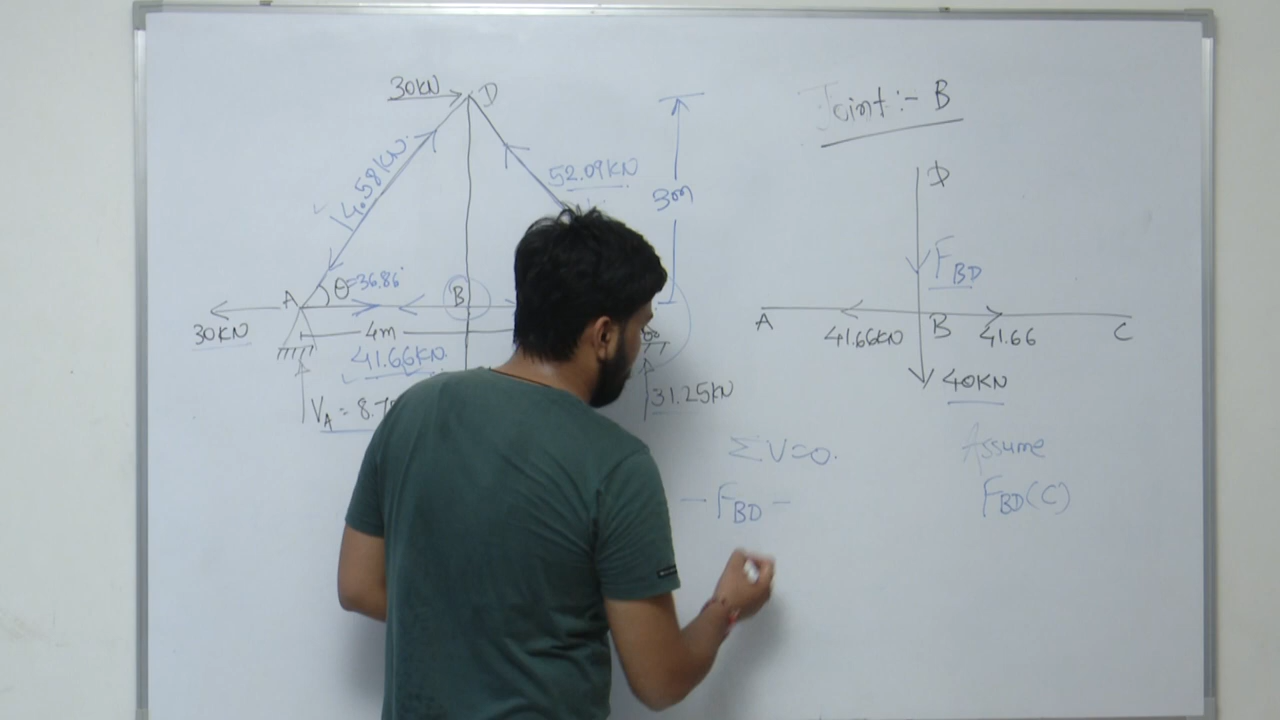 30KN
D
14.58KN
52.09KN
3m
A
θ=36.86°
B
30KN
4m
41.66KN
31.25KN
VA = 8.7
Joint :- B
D
FBD
A
41.66KN
B
41.66
C
40KN
ΣV=0.
- FBD -
Assume
FBD(C)